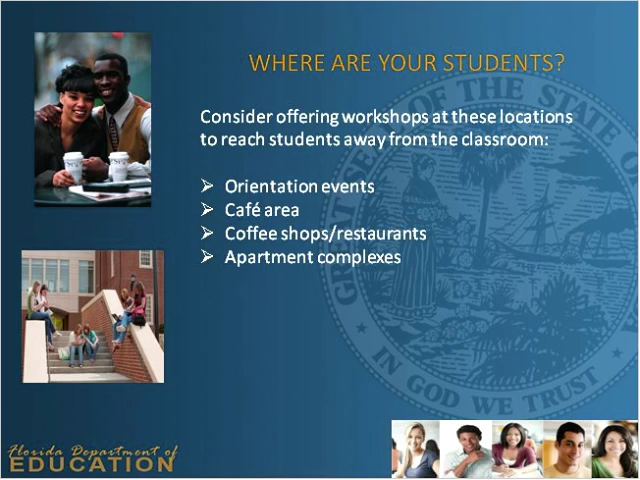 WHERE ARE YOUR STUDENTS?
Consider offering workshops at these locations
to reach students away from the classroom:
➢ Orientation events
➢ Café area
➢ Coffee shops/restaurants
➢ Apartment complexes
GREAT SEAL OF THE STATE OF
IN GOD WE TRUST
Florida Department of
EDUCATION